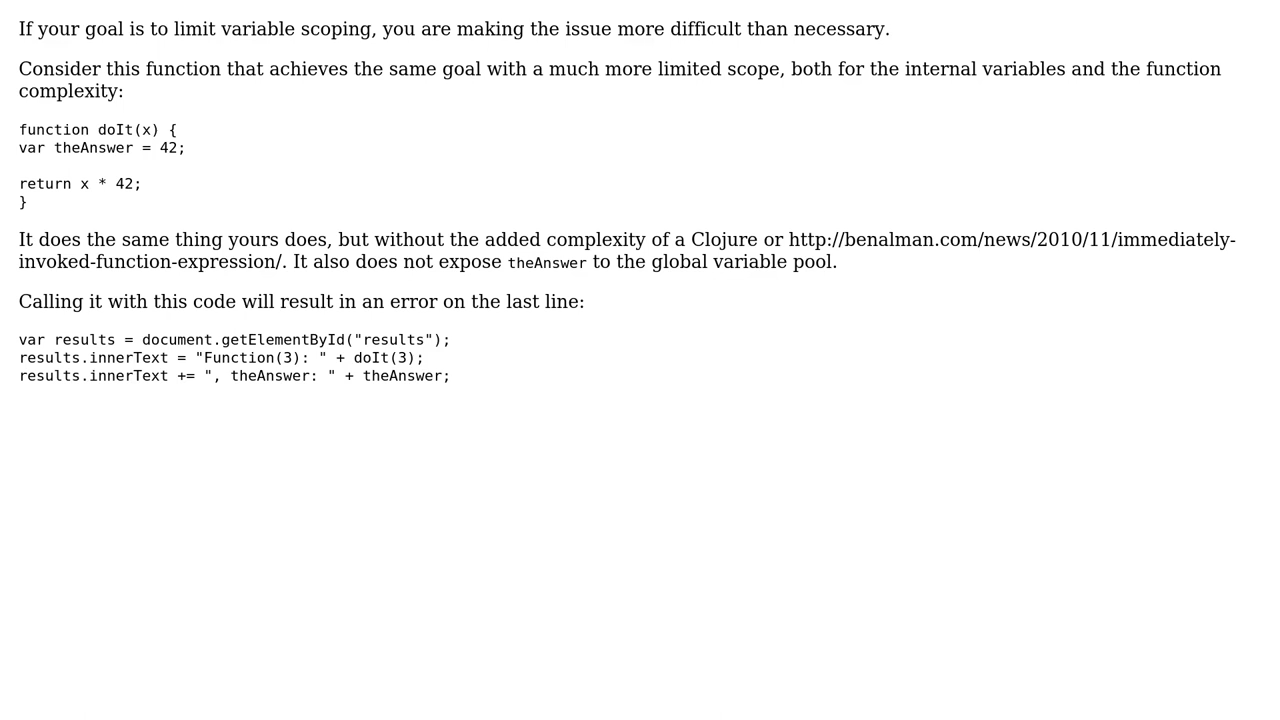 If your goal is to limit variable scoping, you are making the issue more difficult than necessary.
Consider this function that achieves the same goal with a much more limited scope, both for the internal variables and the function
complexity:
function doIt(x) {
var theAnswer = 42;
return x * 42;
}
It does the same thing yours does, but without the added complexity of a Clojure or http://benalman.com/news/2010/11/immediately-
invoked-function-expression/. It also does not expose theAnswer to the global variable pool.
Calling it with this code will result in an error on the last line:
var results = document.getElementById("results");
results.innerText = "Function(3): " + doIt(3);
results.innerText += ", theAnswer: " + theAnswer;